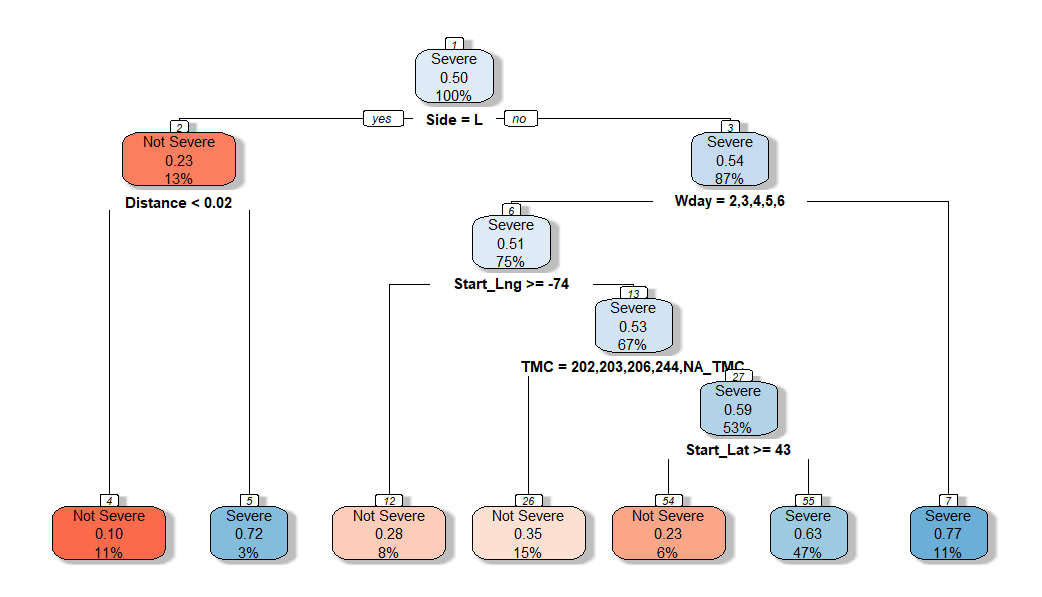 1
Severe
0.50
100%
yes
Side = L
no
2
Not Severe
0.23
13%
Distance < 0.02
3
Severe
0.54
87%
Wday = 2,3,4,5,6
6
Severe
0.51
75%
Start_Lng >= -74
13
Severe
0.53
67%
TMC = 202,203,206,244,NA_TMC
27
Severe
0.59
53%
Start_Lat >= 43
4
Not Severe
0.10
11%
5
Severe
0.72
3%
12
Not Severe
0.28
8%
26
Not Severe
0.35
15%
54
Not Severe
0.23
6%
55
Severe
0.63
47%
7
Severe
0.77
11%